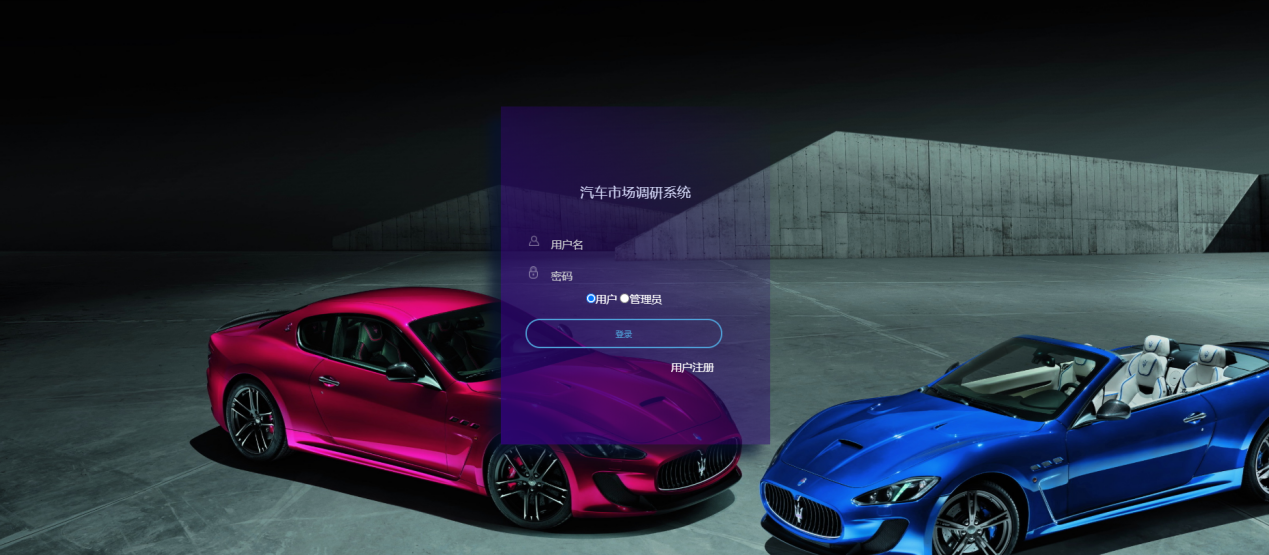 汽车市场调研系统
用户名
密码
用户 管理员
登录
用户注册